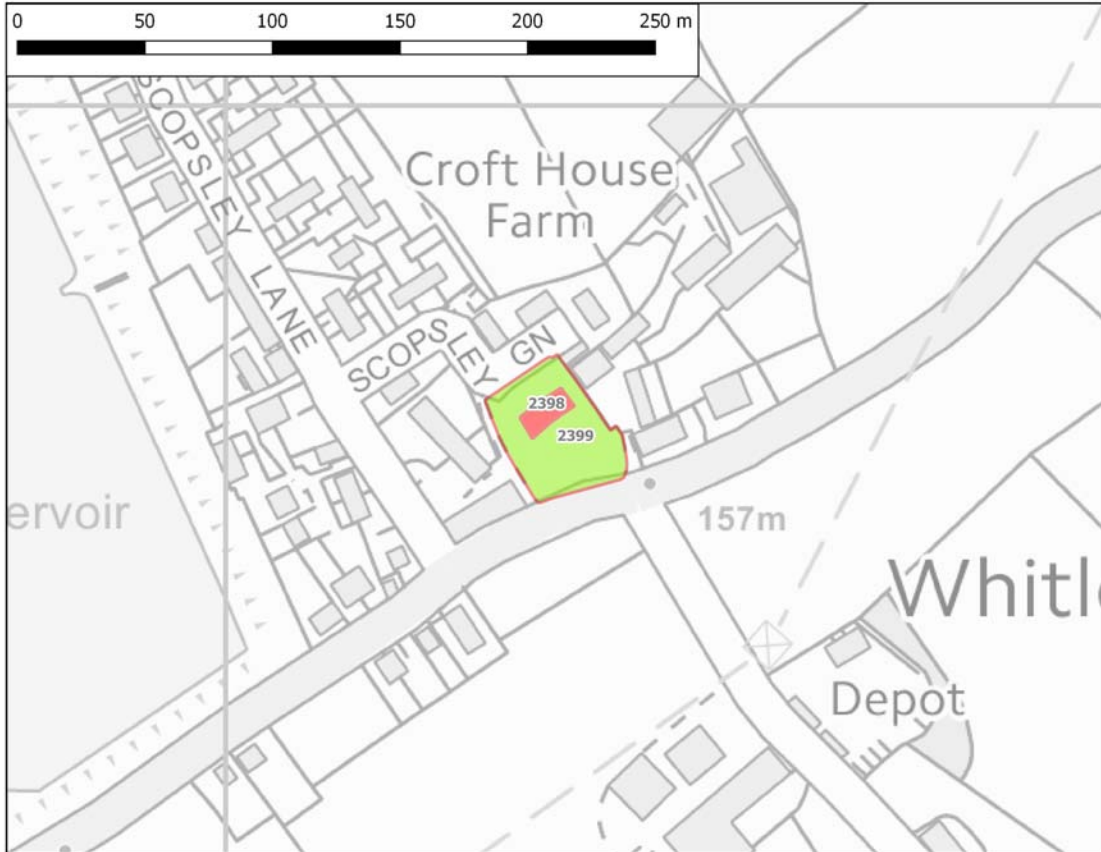 0 50 100 150 200 250 m
SCOPSLEY LANE
Croft House
Farm
SCOPSLEY GN
2398
2399
ervoir
157m
Whitl
Depot